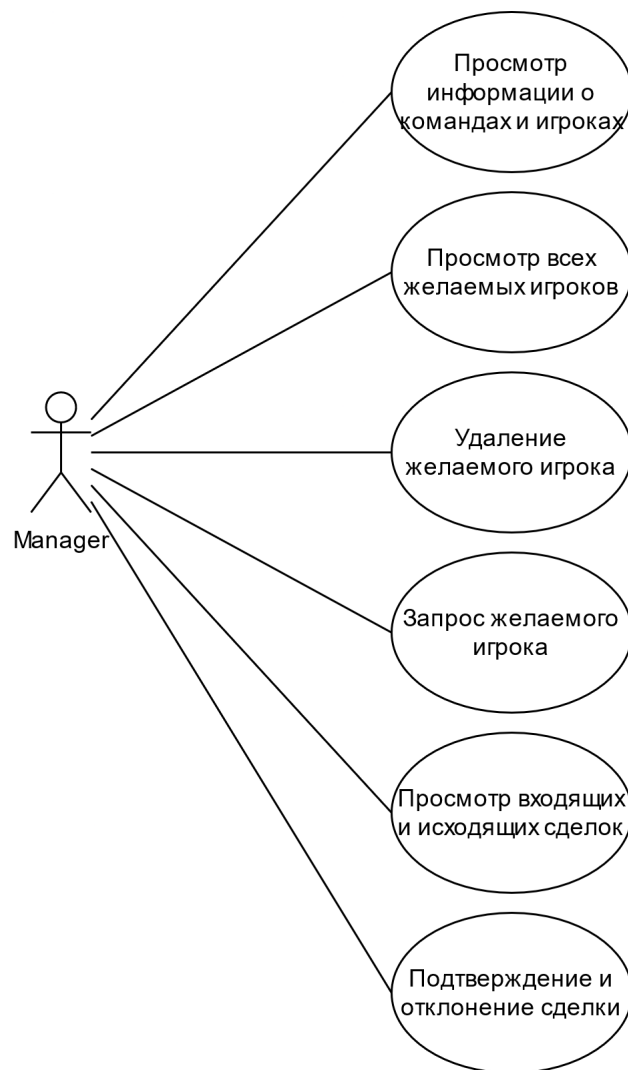 Просмотр
информации о
командах и игроках
Просмотр всех
желаемых игроков
Удаление
желаемого игрока
Manager
Запрос желаемого
игрока
Просмотр входящих
и исходящих сделок
Подтверждение и
отклонение сделки